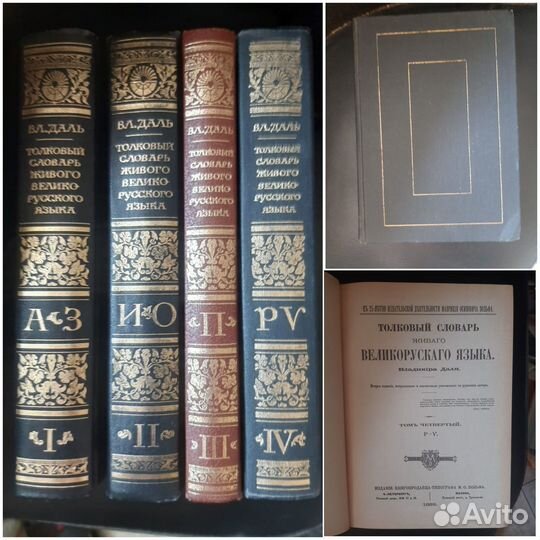 ВЛ. ДАЛЬ
ТОЛКОВЫЙ
СЛОВАРЬ
ЖИВОГО
ВЕЛИКО-
РУССКОГО
ЯЗЫКА
А-З
I
ВЛ. ДАЛЬ
ТОЛКОВЫЙ
СЛОВАРЬ
ЖИВОГО
ВЕЛИКО-
РУССКОГО
ЯЗЫКА
И-О
II
ВЛ. ДАЛЬ
ТОЛКОВЫЙ
СЛОВАРЬ
ЖИВОГО
ВЕЛИКО-
РУССКОГО
ЯЗЫКА
П
III
ВЛ. ДАЛЬ
ТОЛКОВЫЙ
СЛОВАРЬ
ЖИВОГО
ВЕЛИКО-
РУССКОГО
ЯЗЫКА
РV
IV
ТОЛКОВЫЙ СЛОВАРЬ
ЖИВАГО
ВЕЛИКОРУСКАГО ЯЗЫКА.
Владиміра Даля.
ТОМЪ ЧЕТВЕРТЫЙ.
Р-V.
Avito